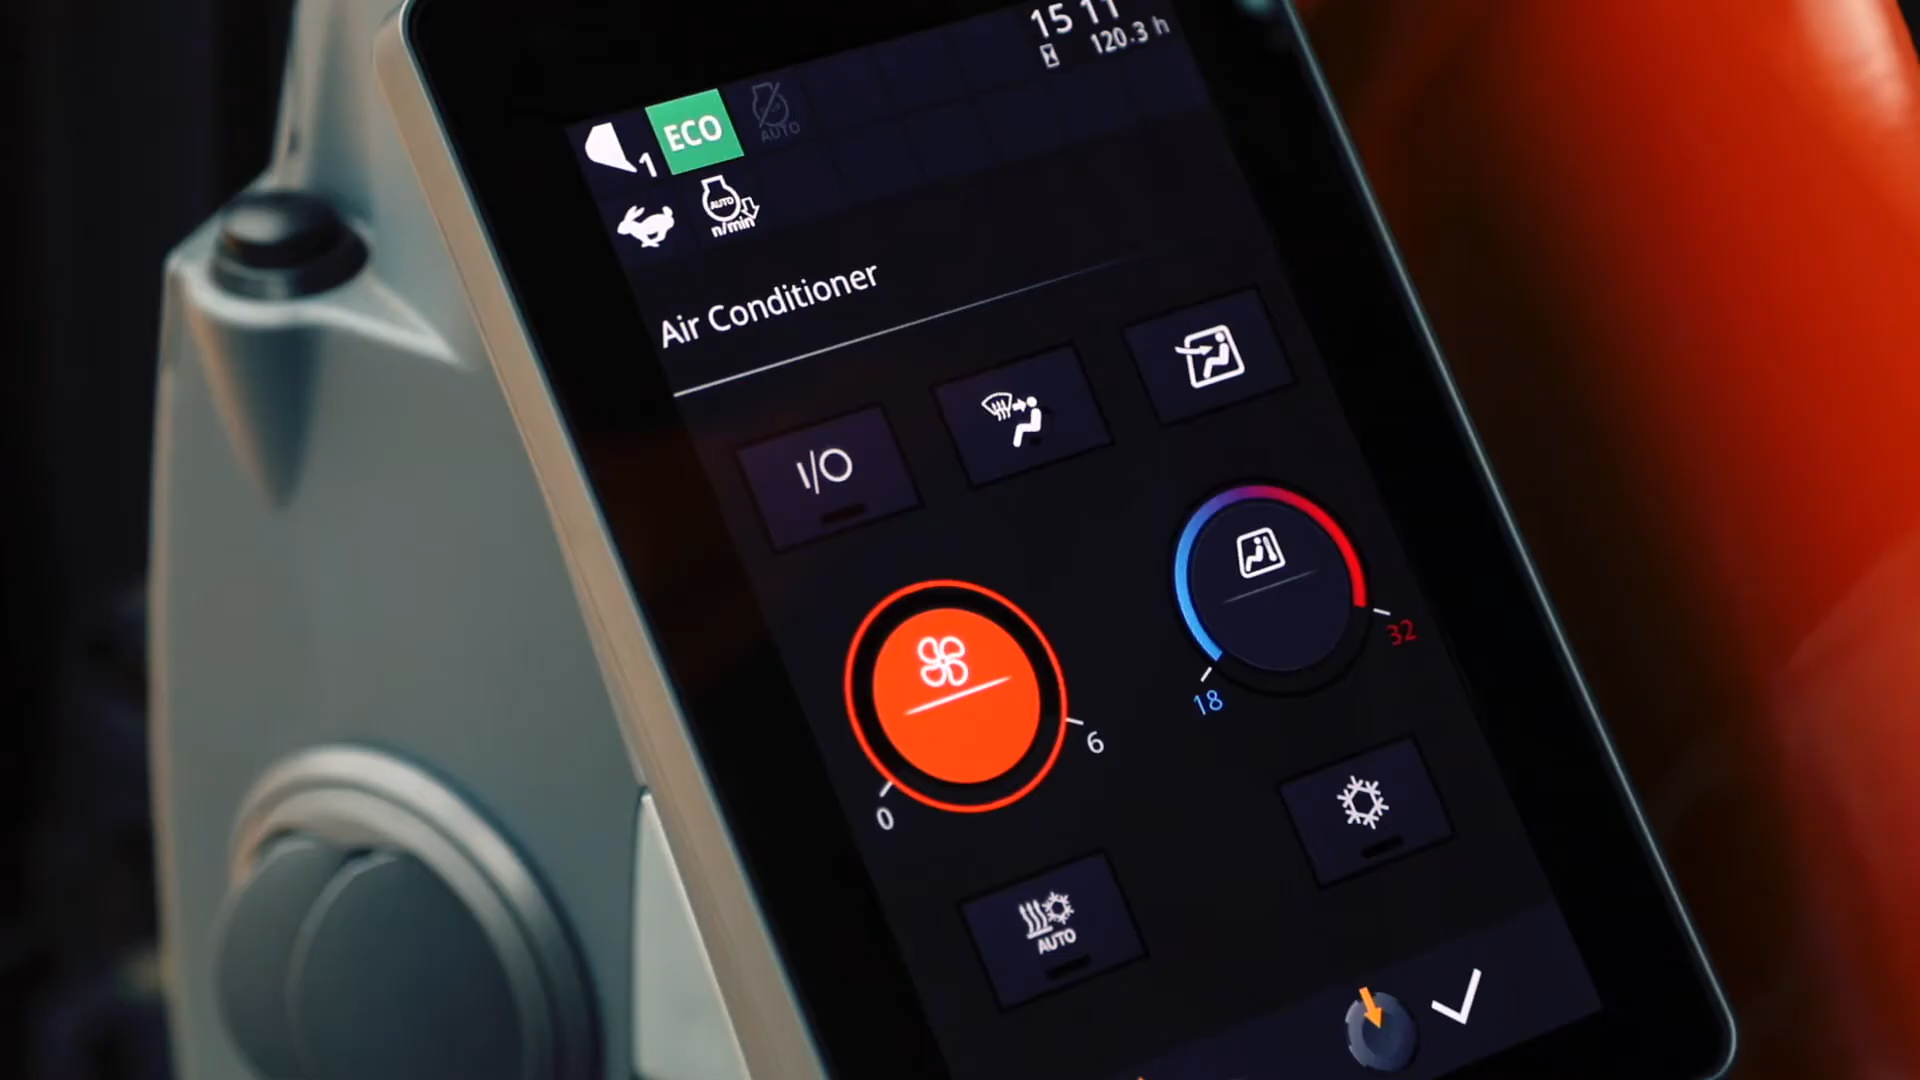 15 11
120.3 h
1
ECO
AUTO
AUTO
n/min
Air Conditioner
I/O
32
18
6
0
AUTO